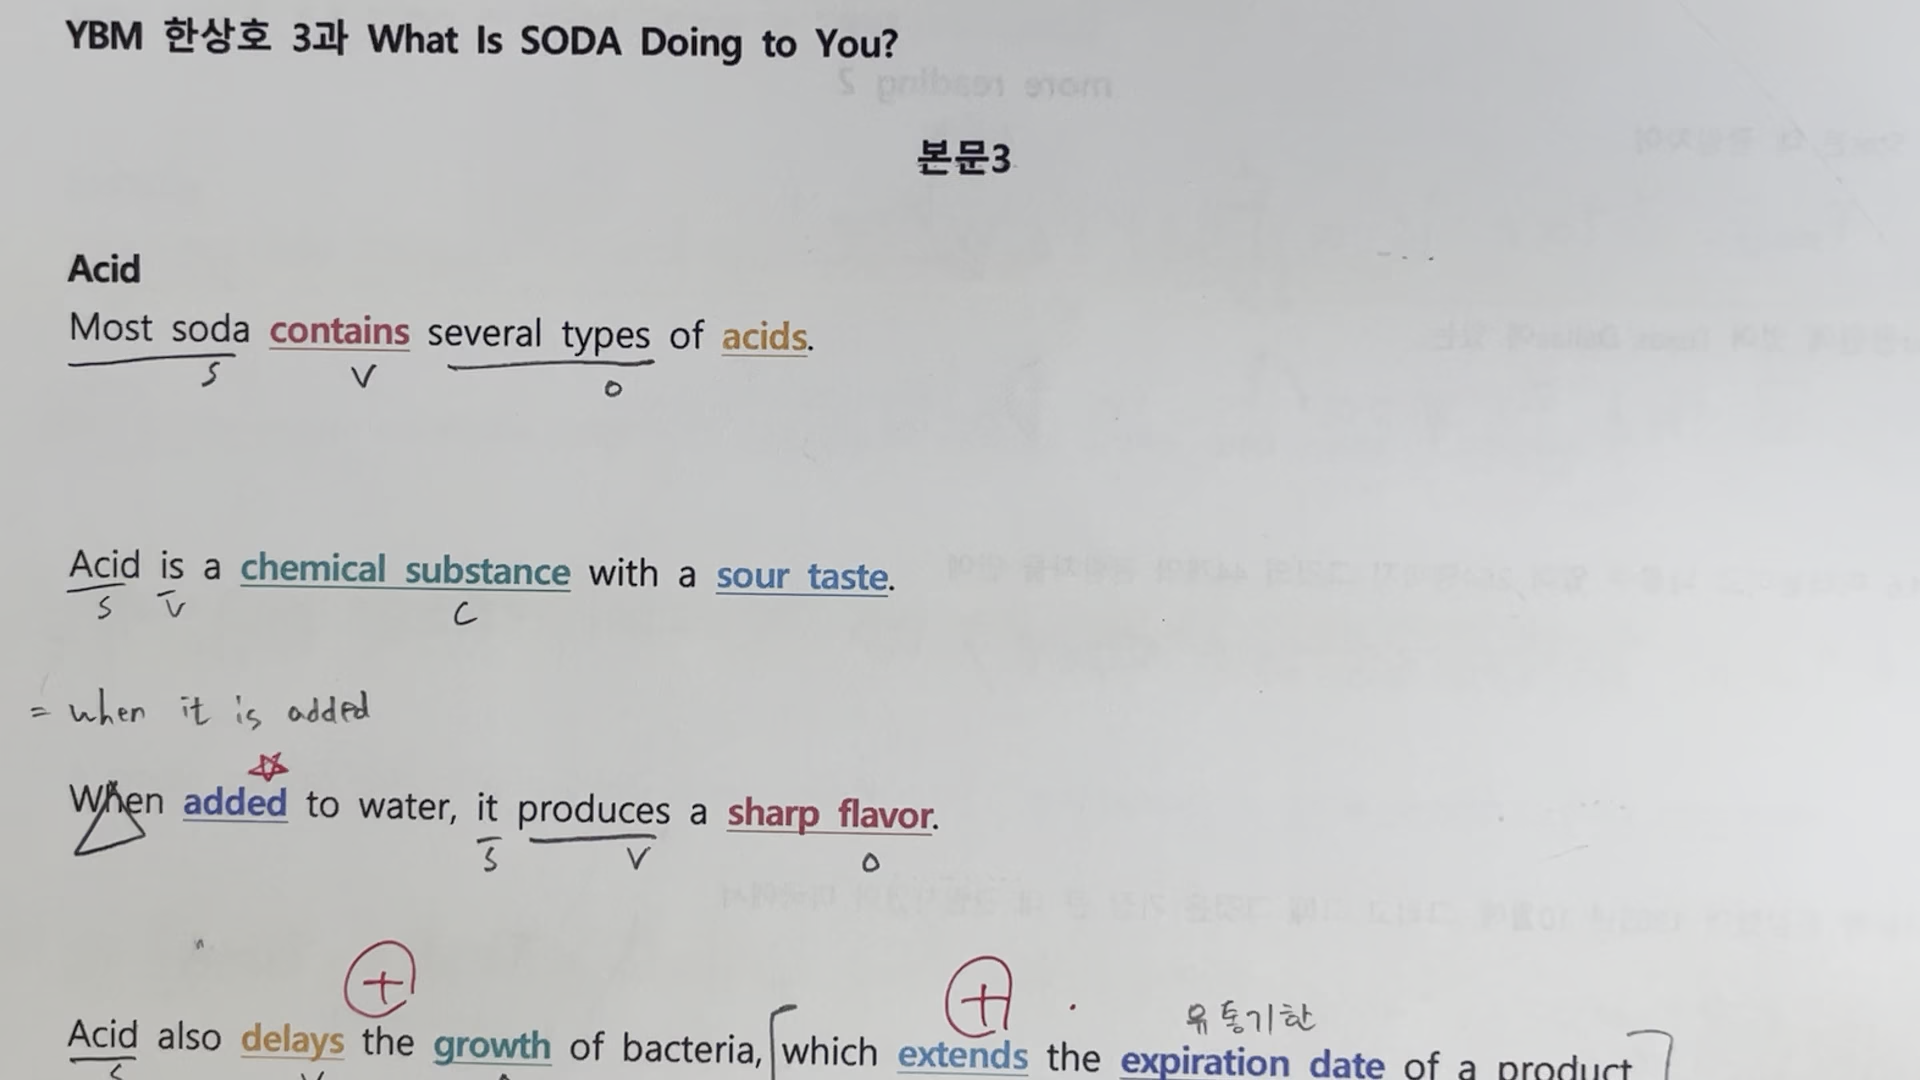 YBM 한상호 3과 What Is SODA Doing to You?
본문3
Acid
Most soda contains several types of acids.
S V O
Acid is a chemical substance with a sour taste.
S V C
= when it is added
When added to water, it produces a sharp flavor.
S V O
유통기한
Acid also delays the growth of bacteria, which extends the expiration date of a product